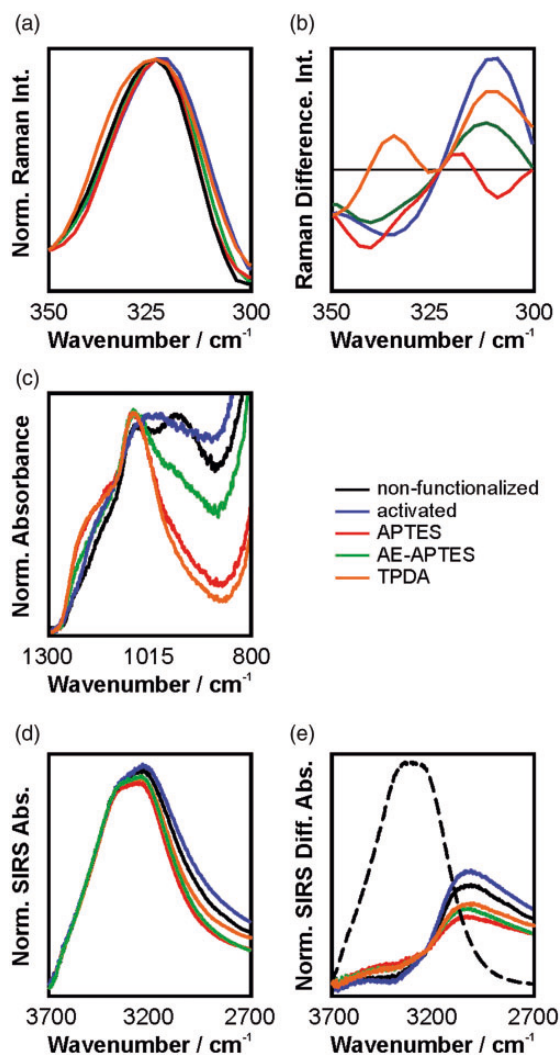 (a)
Norm. Raman Int.
350 325 300
Wavenumber / cm⁻¹
(b)
Raman Difference. Int.
350 325 300
Wavenumber / cm⁻¹
(c)
Norm. Absorbance
1300 1015 800
Wavenumber / cm⁻¹
non-functionalized
activated
APTES
AE-APTES
TPDA
(d)
Norm. SIRS Abs.
3700 3200 2700
Wavenumber / cm⁻¹
(e)
Norm. SIRS Diff. Abs.
3700 3200 2700
Wavenumber / cm⁻¹